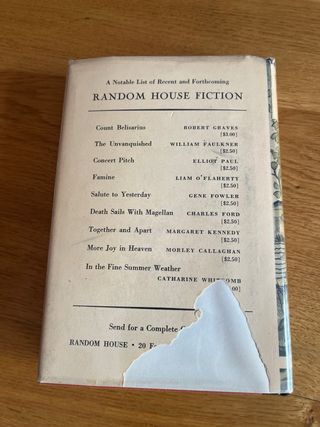 A Notable List of Recent and Forthcoming
RANDOM HOUSE FICTION
Count Belisarius ROBERT GRAVES
[$3.00]
The Unvanquished WILLIAM FAULKNER
[$2.50]
Concert Pitch ELLIOT PAUL
[$2.50]
Famine LIAM O'FLAHERTY
[$2.50]
Salute to Yesterday GENE FOWLER
[$2.50]
Death Sails With Magellan CHARLES FORD
[$2.50]
Together and Apart MARGARET KENNEDY
[$2.50]
More Joy in Heaven MORLEY CALLAGHAN
[$2.50]
In the Fine Summer Weather
CATHARINE WHITCOMB
.00]
Send for a Complete
RANDOM HOUSE • 20